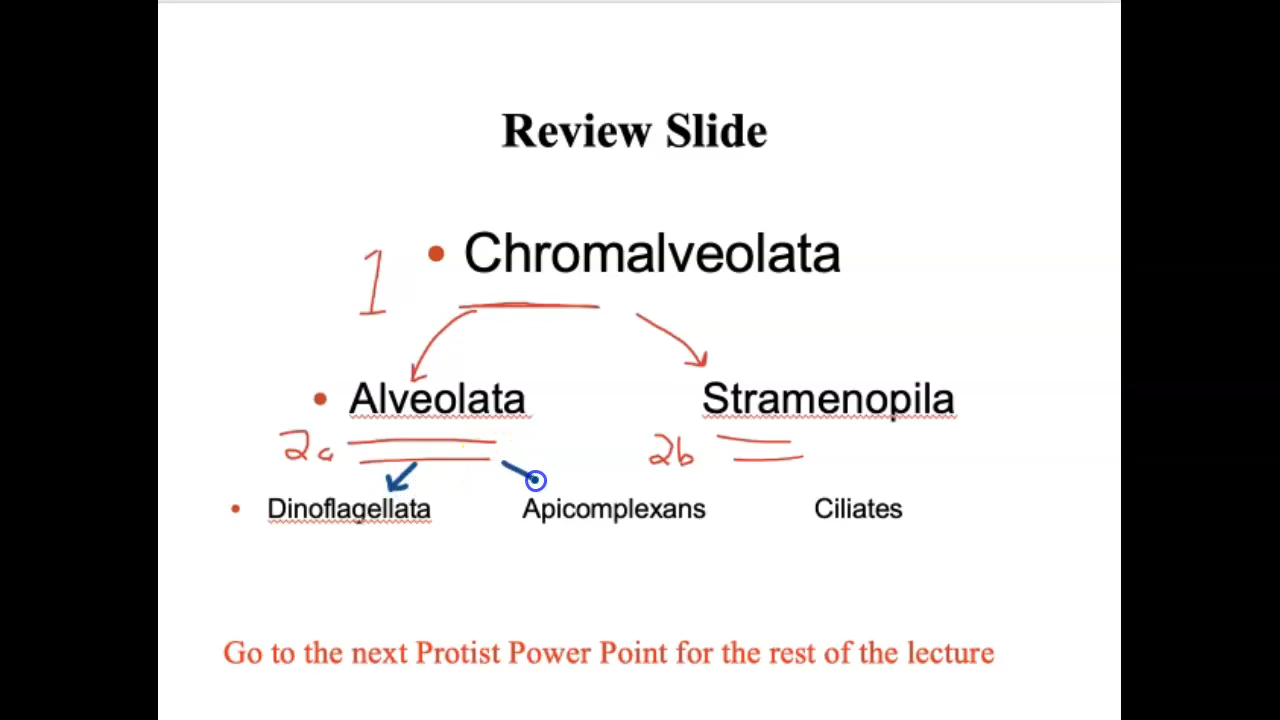 Review Slide
1 • Chromalveolata
• Alveolata Stramenopila
2a 2b
• Dinoflagellata Apicomplexans Ciliates
Go to the next Protist Power Point for the rest of the lecture